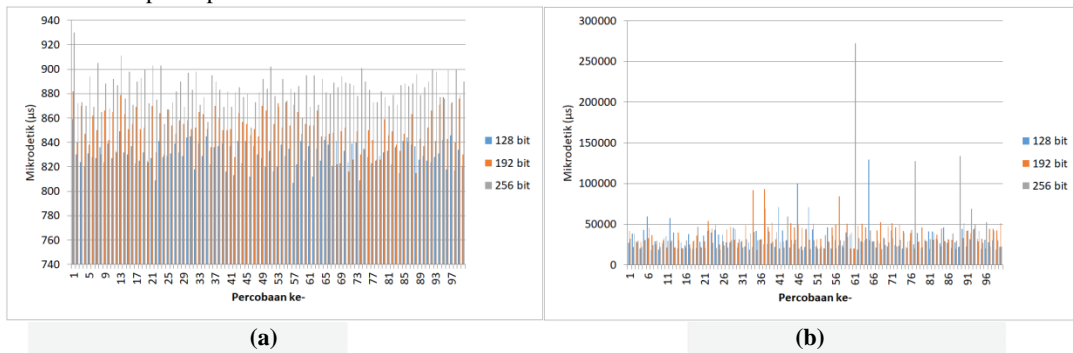 940
920
900
880
860
840
820
800
780
760
740
Mikrodetik (µs)
1 5 9 13 17 21 25 29 33 37 41 45 49 53 57 61 65 69 73 77 81 85 89 93 97
Percobaan ke-
128 bit
192 bit
256 bit
(a)
300000
250000
200000
150000
100000
50000
0
Mikrodetik (µs)
1 6 11 16 21 26 31 36 41 46 51 56 61 66 71 76 81 86 91 96
Percobaan ke-
128 bit
192 bit
256 bit
(b)